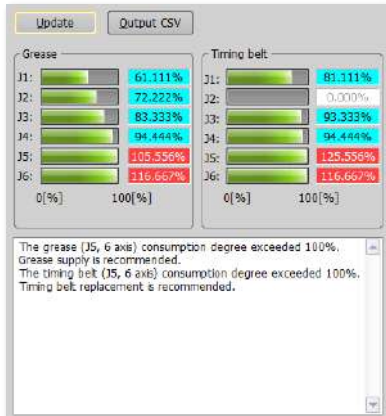 Update Output CSV
Grease Timing belt
J1: 61.111% J1: 81.111%
J2: 72.222% J2: 0.000%
J3: 83.333% J3: 93.333%
J4: 94.444% J4: 94.444%
J5: 105.556% J5: 125.556%
J6: 116.667% J6: 116.667%
0[%] 100[%] 0[%] 100[%]
The grease (J5, 6 axis) consumption degree exceeded 100%.
Grease supply is recommended.
The timing belt (J5, 6 axis) consumption degree exceeded 100%.
Timing belt replacement is recommended.